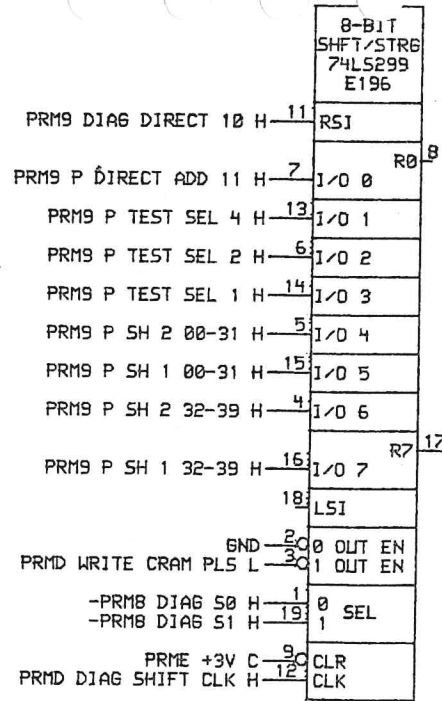 8-BIT
SHFT/STRG
74LS299
E196
PRM9 DIAG DIRECT 10 H 11 RSI
R0 8
PRM9 P DIRECT ADD 11 H 7 I/O 0
PRM9 P TEST SEL 4 H 13 I/O 1
PRM9 P TEST SEL 2 H 6 I/O 2
PRM9 P TEST SEL 1 H 14 I/O 3
PRM9 P SH 2 00-31 H 5 I/O 4
PRM9 P SH 1 00-31 H 15 I/O 5
PRM9 P SH 2 32-39 H 4 I/O 6
R7 17
PRM9 P SH 1 32-39 H 16 I/O 7
18 LSI
GND 2 0 OUT EN
PRMD WRITE CRAM PLS L 3 1 OUT EN
-PRM8 DIAG S0 H 1 0 SEL
-PRM8 DIAG S1 H 19 1
PRME +3V C 9 CLR
PRMD DIAG SHIFT CLK H 12 CLK